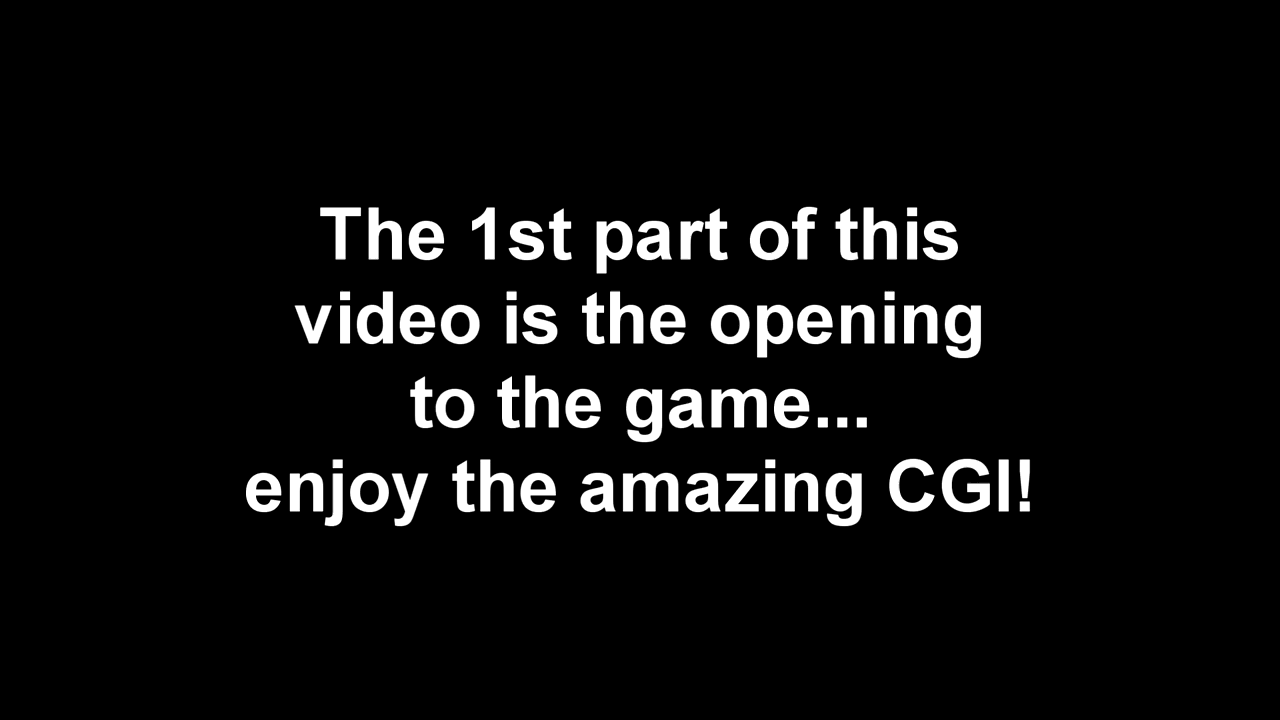 The 1st part of this
video is the opening
to the game...
enjoy the amazing CGI!